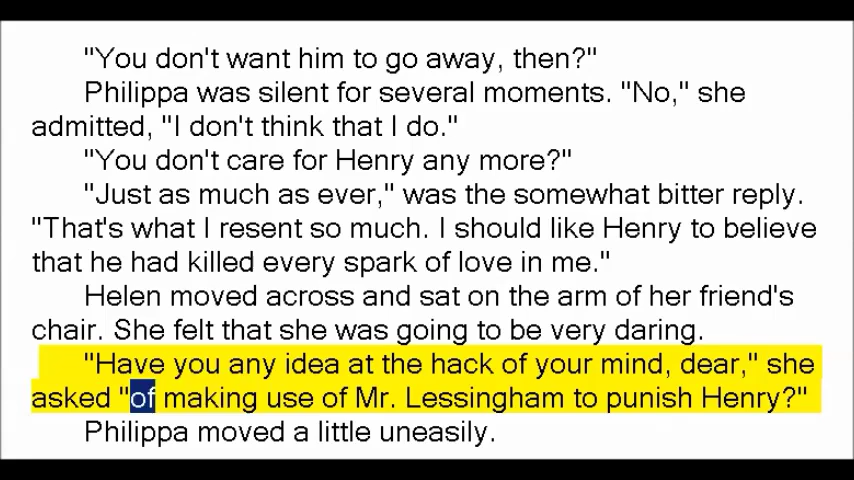 "You don't want him to go away, then?"
Philippa was silent for several moments. "No," she
admitted, "I don't think that I do."
"You don't care for Henry any more?"
"Just as much as ever," was the somewhat bitter reply.
"That's what I resent so much. I should like Henry to believe
that he had killed every spark of love in me."
Helen moved across and sat on the arm of her friend's
chair. She felt that she was going to be very daring.
"Have you any idea at the hack of your mind, dear," she
asked "of making use of Mr. Lessingham to punish Henry?"
Philippa moved a little uneasily.